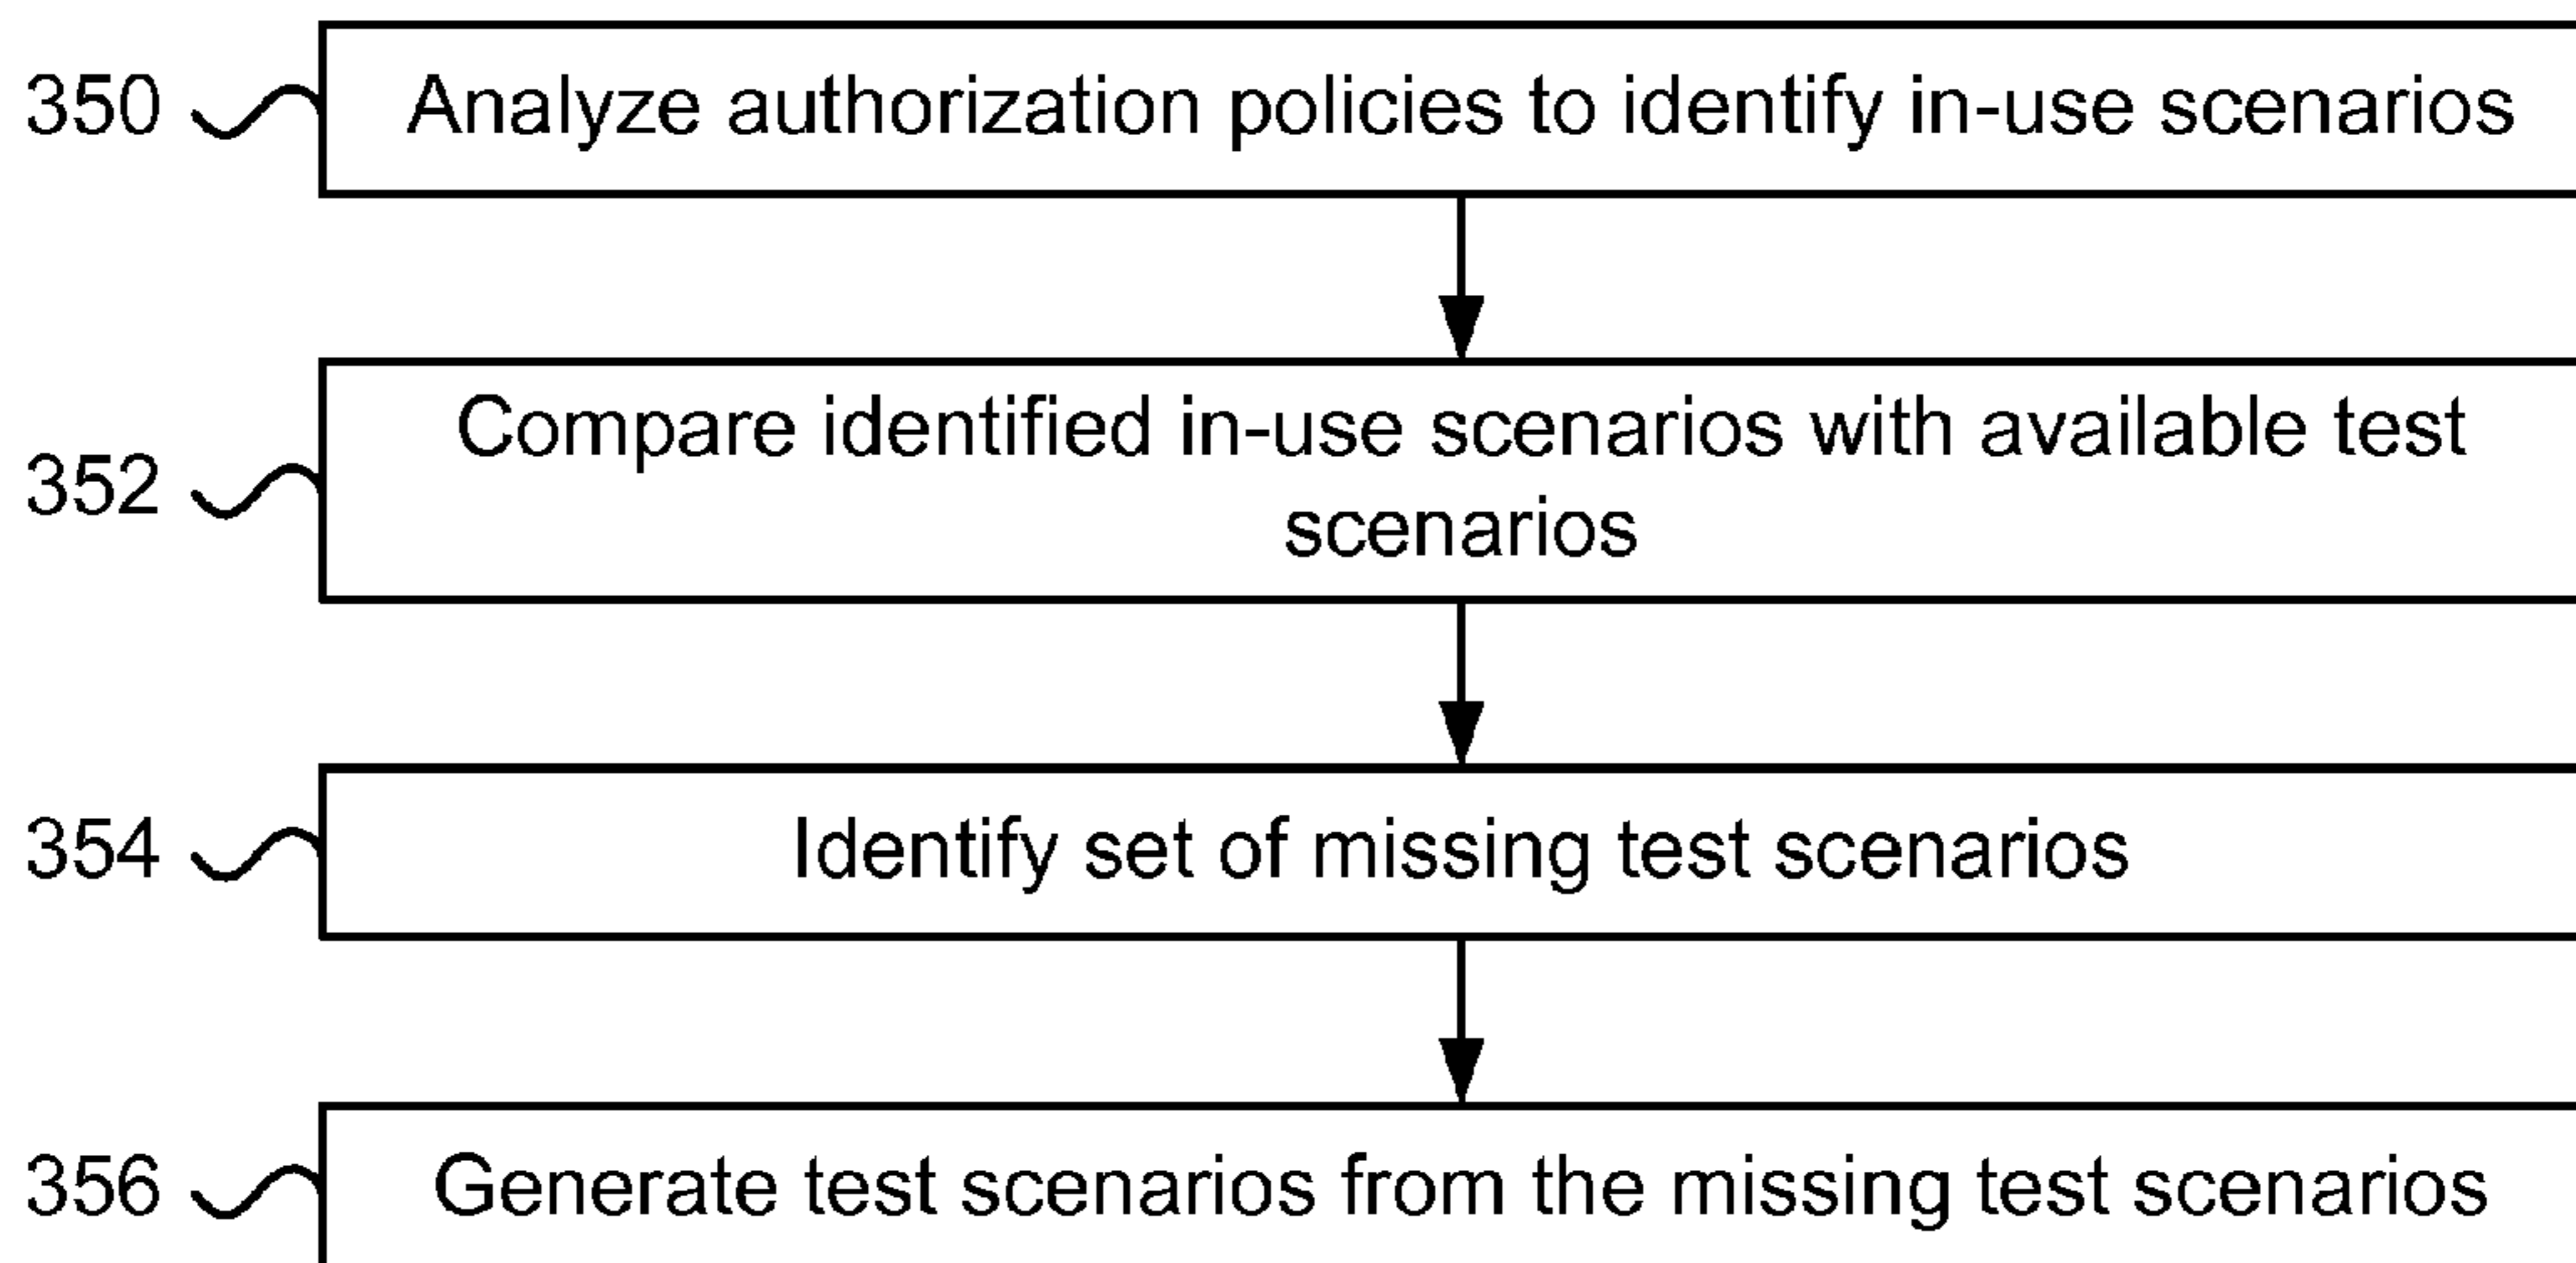 350 Analyze authorization policies to identify in-use scenarios
352 Compare identified in-use scenarios with available test
scenarios
354 Identify set of missing test scenarios
356 Generate test scenarios from the missing test scenarios